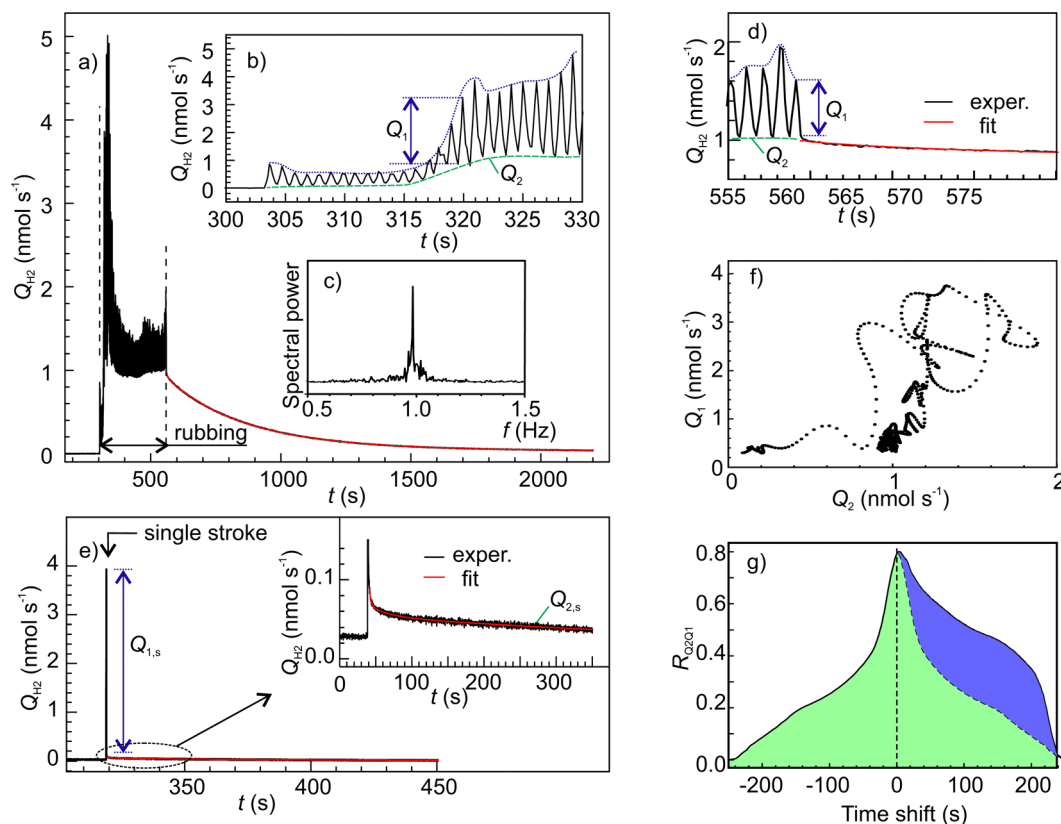 a)
Q_H2 (nmol s⁻¹)
5
4
3
2
1
0
rubbing
500 1000 1500 2000
t (s)
b)
Q_H2 (nmol s⁻¹)
5
4
3
2
1
0
Q₁
Q₂
300 305 310 315 320 325 330
t (s)
c)
Spectral power
0.5 1.0 1.5
f (Hz)
d)
Q_H2 (nmol s⁻¹)
2
1
0
Q₁
exper.
fit
Q₂
555 560 565 570 575
t (s)
e)
single stroke
Q_H2 (nmol s⁻¹)
4
3
2
1
0
Q₁,s
350 400 450
t (s)
Q_H2 (nmol s⁻¹)
0.1
0.0
exper.
fit
Q₂,s
0 100 200 300
t (s)
f)
Q₁ (nmol s⁻¹)
4
3
2
1
0
0 1 2
Q₂ (nmol s⁻¹)
g)
R_Q2Q1
0.8
0.6
0.4
0.2
0.0
-200 -100 0 100 200
Time shift (s)